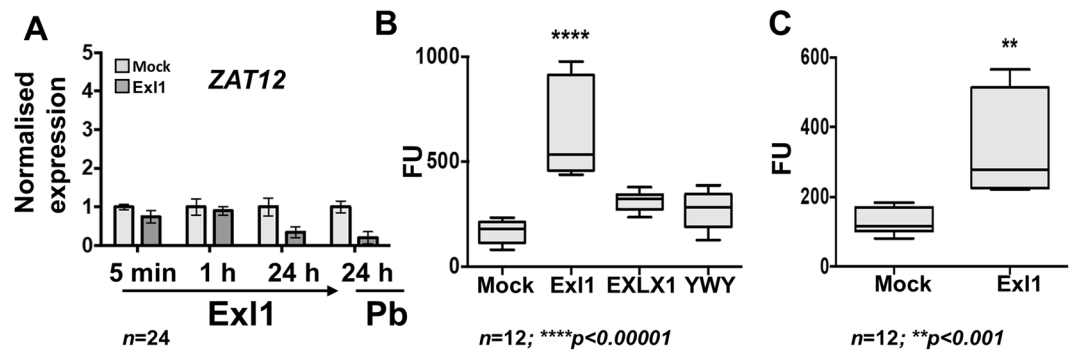 A
Normalised
expression
5
4
3
2
1
0
Mock
Exl1
ZAT12
5 min 1 h 24 h 24 h
Exl1 Pb
n=24
B
****
FU
1000
500
0
Mock Exl1 EXLX1 YWY
n=12; ****p<0.00001
C
**
FU
600
400
200
0
Mock Exl1
n=12; **p<0.001